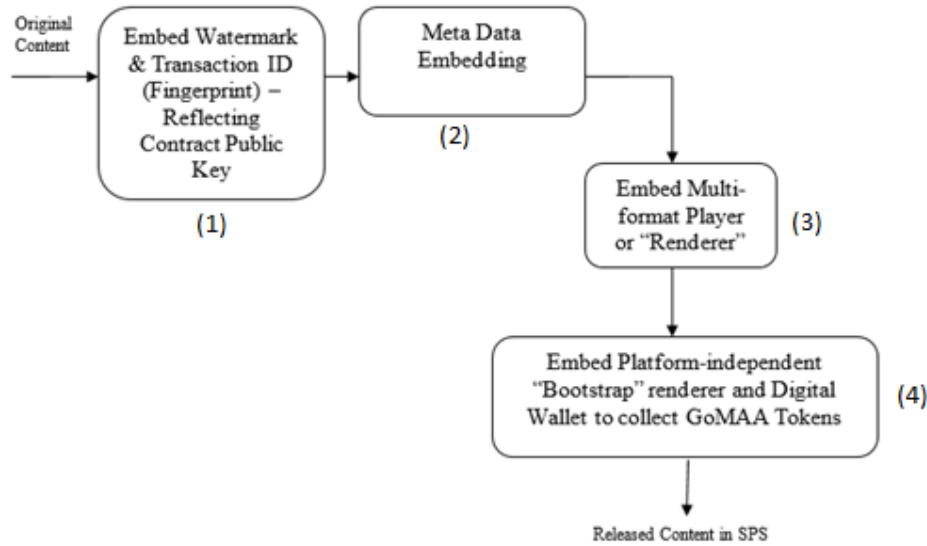 Original
Content
Embed Watermark
& Transaction ID
(Fingerprint) –
Reflecting
Contract Public
Key
(1)
Meta Data
Embedding
(2)
Embed Multi-
format Player
or “Renderer”
(3)
Embed Platform-independent
“Bootstrap” renderer and Digital
Wallet to collect GoMAA Tokens
(4)
Released Content in SPS